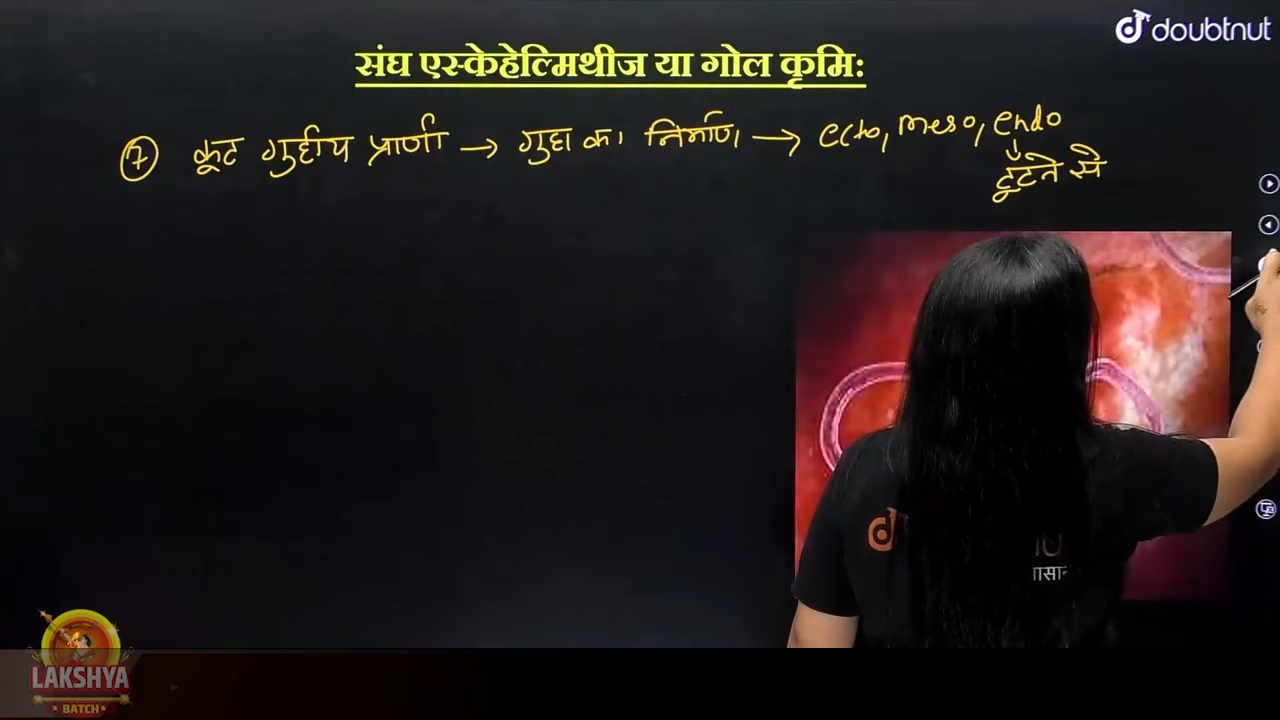 doubtnut
संघ एस्केहेल्मिथीज या गोल कृमि:
7 कूट गुहीय प्राणी → गुहा का निर्माण → ecto, meso, endo
↓
टूटने से
LAKSHYA
BATCH